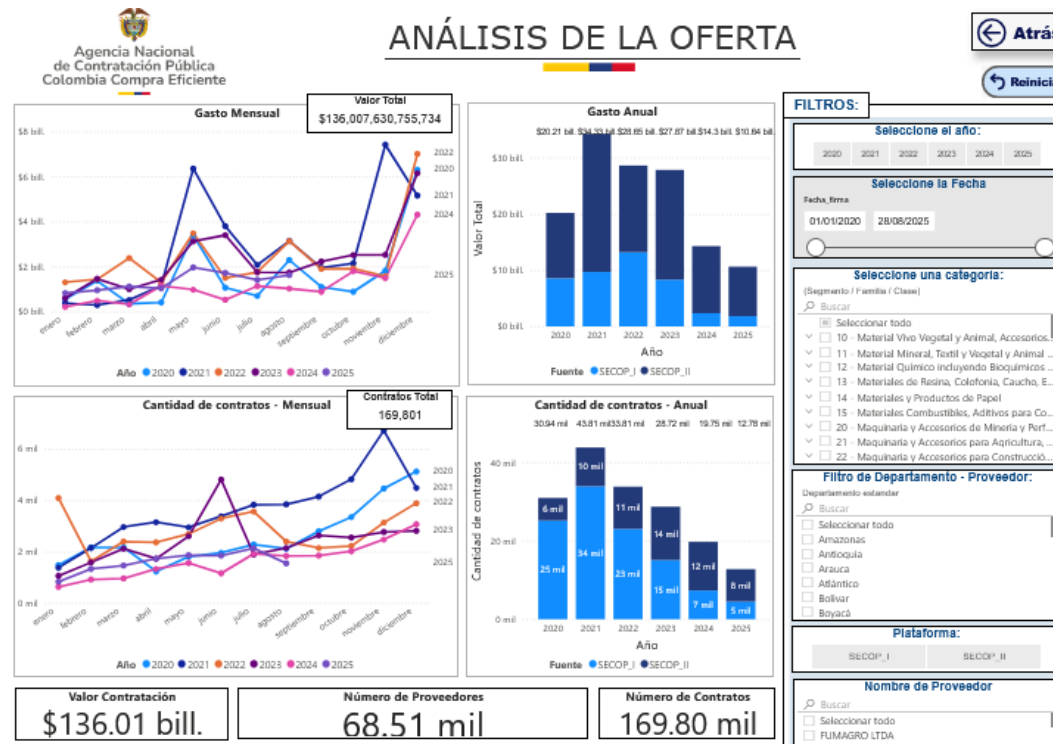 Agencia Nacional
de Contratación Pública
Colombia Compra Eficiente
ANÁLISIS DE LA OFERTA
Atrás
Reinicia
Gasto Mensual
Valor Total
$136,007,630,755,734
$8 bill.
$6 bill.
$4 bill.
$2 bill.
$0 bill.
2022
2020
2021
2024
2025
enero
febrero
marzo
abril
mayo
junio
julio
agosto
septiembre
octubre
noviembre
diciembre
Año 2020 2021 2022 2023 2024 2025
Gasto Anual
$20.21 bil. $34.33 bil. $28.65 bil. $27.87 bil. $14.3 bil. $10.64 bil.
Valor Total
$30 bill.
$20 bill.
$10 bill.
$0 bill.
2020 2021 2022 2023 2024 2025
Año
Fuente SECOP_I SECOP_II
Cantidad de contratos - Mensual
Contratos Total
169,801
6 mil
4 mil
2 mil
0 mil
2020
2021
2022
2023
2025
enero
febrero
marzo
abril
mayo
junio
julio
agosto
septiembre
octubre
noviembre
diciembre
Año 2020 2021 2022 2023 2024 2025
Cantidad de contratos - Anual
30.94 mil 43.81 mil 33.81 mil 28.72 mil 19.75 mil 12.78 mil
Cantidad de contratos
40 mil
20 mil
0 mil
6 mil
25 mil
10 mil
34 mil
11 mil
23 mil
14 mil
15 mil
12 mil
7 mil
8 mil
5 mil
2020 2021 2022 2023 2024 2025
Año
Fuente SECOP_I SECOP_II
Valor Contratación
$136.01 bill.
Número de Proveedores
68.51 mil
Número de Contratos
169.80 mil
FILTROS:
Seleccione el año:
2020 2021 2022 2023 2024 2025
Seleccione la Fecha
Fecha_firma
01/01/2020 28/08/2025
Seleccione una categoria:
(Segmento / Familia / Clase)
Buscar
Seleccionar todo
10 - Material Vivo Vegetal y Animal, Accesorios...
11 - Material Mineral, Textil y Vegetal y Animal ...
12 - Material Quimico incluyendo Bioquimicos ...
13 - Materiales de Resina, Colofonia, Caucho, E...
14 - Materiales y Productos de Papel
15 - Materiales Combustibles, Aditivos para Co...
20 - Maquinaria y Accesorios de Mineria y Perf...
21 - Maquinaria y Accesorios para Agricultura, ...
22 - Maquinaria y Accesorios para Construcció...
Filtro de Departamento - Proveedor:
Departamento estandar
Buscar
Seleccionar todo
Amazonas
Antioquia
Arauca
Atlántico
Bolivar
Boyacá
Plataforma:
SECOP_I SECOP_II
Nombre de Proveedor
Buscar
Seleccionar todo
FUMAGRO LTDA